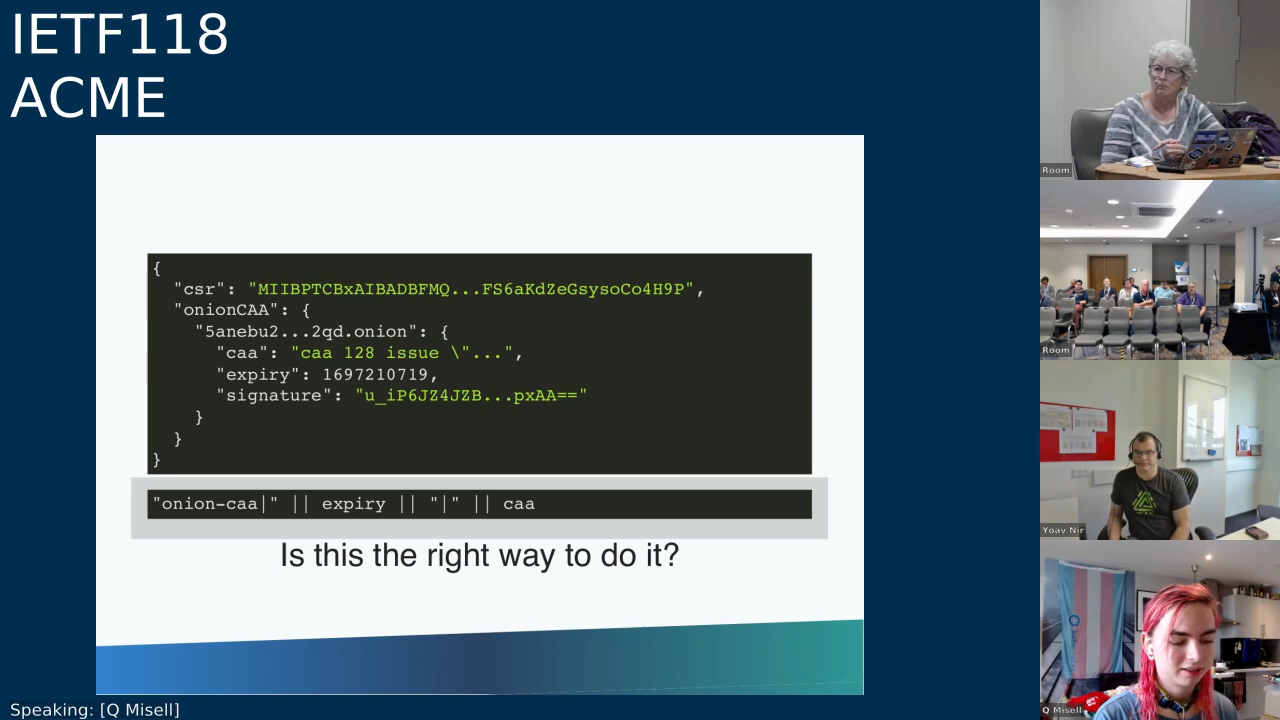 IETF118
ACME
{
  "csr": "MIIBPTCBxAIBADBFMQ...FS6aKdZeGsysoCo4H9P",
  "onionCAA": {
    "5anebu2...2qd.onion": {
      "caa": "caa 128 issue \"...",
      "expiry": 1697210719,
      "signature": "u_iP6JZ4JZB...pxAA=="
    }
  }
}
"onion-caa|" || expiry || "|" || caa
Is this the right way to do it?
Speaking: [Q Misell]
Room
Room
Yoav Nir
Q Misell